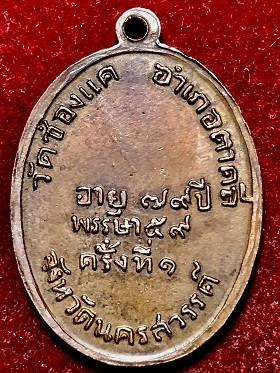 วัดช่องแค อำเภอตาคลี
อายุ ๗๙ปี
พรรษา ๕๙
ครั้งที่ ๑
จังหวัดนครสวรรค์